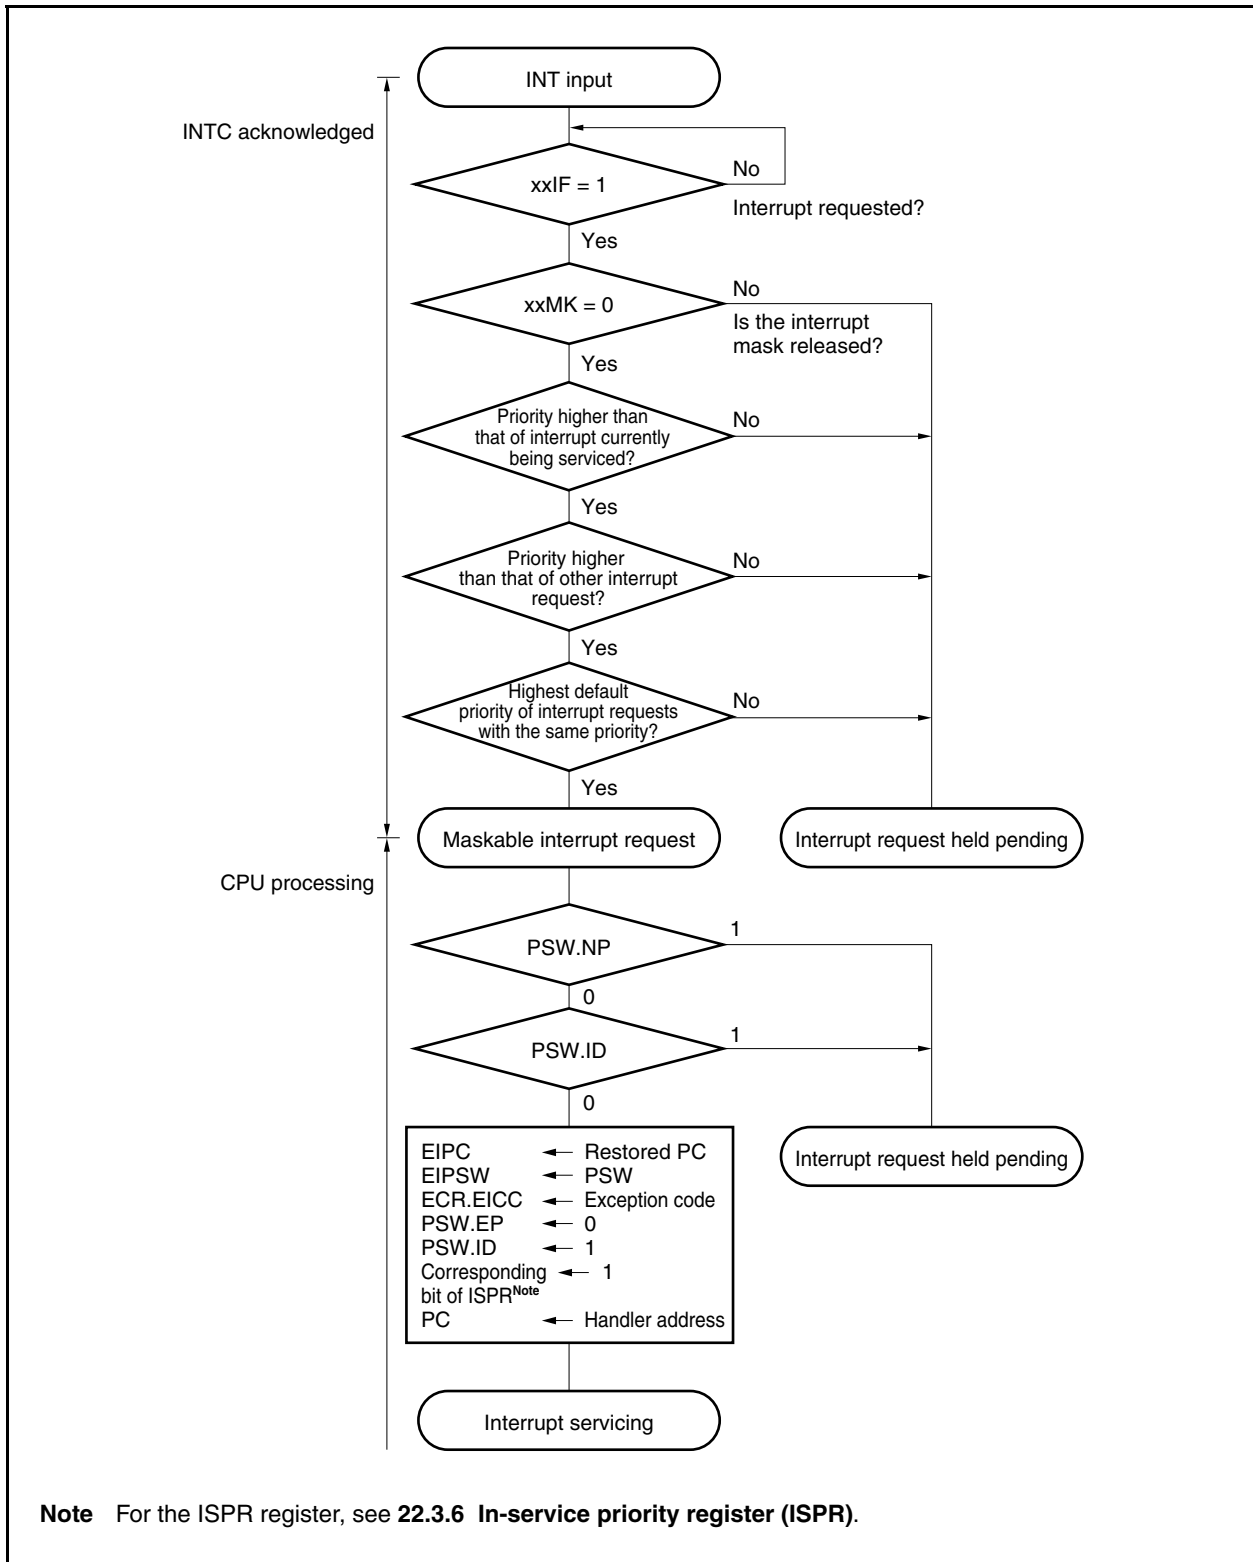 INT input
INTC acknowledged
xxIF = 1
No
Interrupt requested?
Yes
xxMK = 0
No
Is the interrupt
mask released?
Yes
Priority higher than
that of interrupt currently
being serviced?
No
Yes
Priority higher
than that of other interrupt
request?
No
Yes
Highest default
priority of interrupt requests
with the same priority?
No
Yes
Maskable interrupt request
Interrupt request held pending
CPU processing
PSW.NP
1
0
PSW.ID
1
0
EIPC ← Restored PC
EIPSW ← PSW
ECR.EICC ← Exception code
PSW.EP ← 0
PSW.ID ← 1
Corresponding ← 1
bit of ISPRNote
PC ← Handler address
Interrupt request held pending
Interrupt servicing
Note For the ISPR register, see 22.3.6 In-service priority register (ISPR).